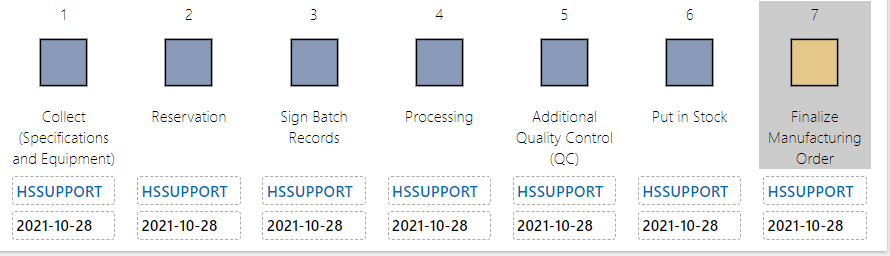 1 2 3 4 5 6 7
Collect Reservation Sign Batch Processing Additional Put in Stock Finalize
(Specifications Records Quality Control Manufacturing
and Equipment) (QC) Order
HSSUPPORT HSSUPPORT HSSUPPORT HSSUPPORT HSSUPPORT HSSUPPORT HSSUPPORT
2021-10-28 2021-10-28 2021-10-28 2021-10-28 2021-10-28 2021-10-28 2021-10-28